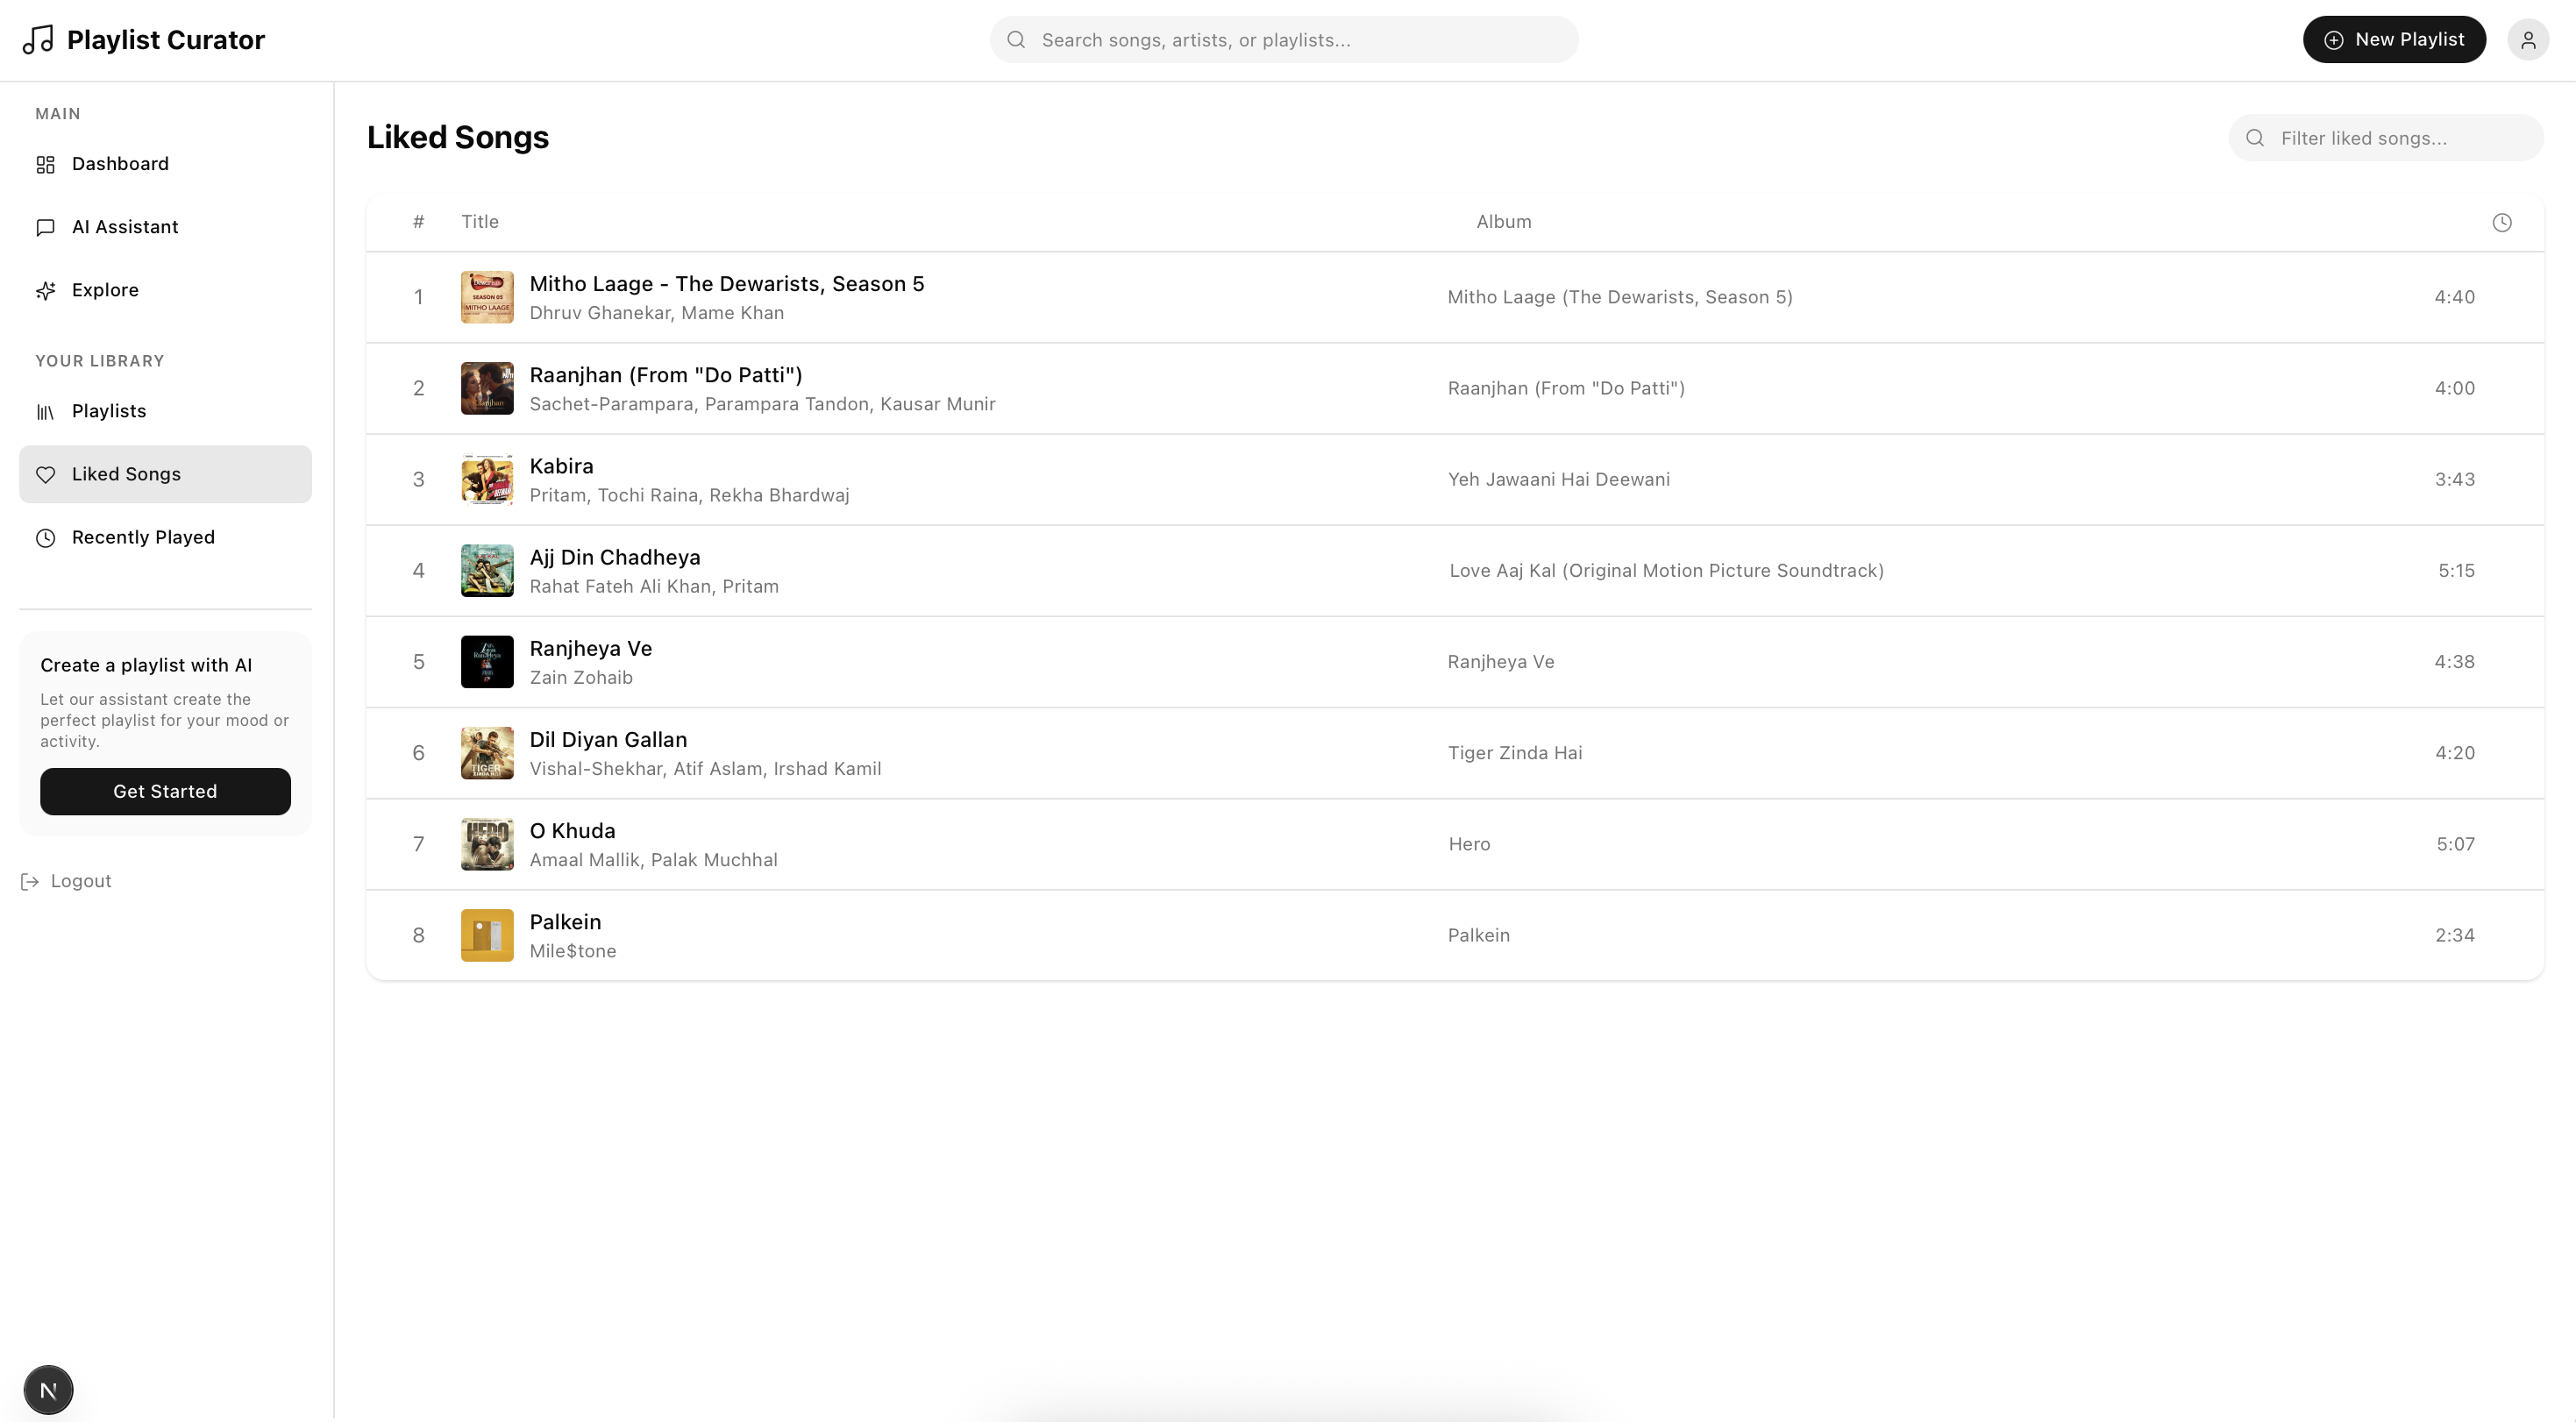 Playlist Curator
Search songs, artists, or playlists...
New Playlist
MAIN
Dashboard
AI Assistant
Explore
YOUR LIBRARY
Playlists
Liked Songs
Recently Played
Create a playlist with AI
Let our assistant create the
perfect playlist for your mood or
activity.
Get Started
Logout
N
Liked Songs
Filter liked songs...
# Title Album
1 Mitho Laage - The Dewarists, Season 5 Mitho Laage (The Dewarists, Season 5) 4:40
Dhruv Ghanekar, Mame Khan
SEASON 05
MITHO LAAGE
2 Raanjhan (From "Do Patti") Raanjhan (From "Do Patti") 4:00
Sachet-Parampara, Parampara Tandon, Kausar Munir
3 Kabira Yeh Jawaani Hai Deewani 3:43
Pritam, Tochi Raina, Rekha Bhardwaj
4 Ajj Din Chadheya Love Aaj Kal (Original Motion Picture Soundtrack) 5:15
Rahat Fateh Ali Khan, Pritam
5 Ranjheya Ve Ranjheya Ve 4:38
Zain Zohaib
6 Dil Diyan Gallan Tiger Zinda Hai 4:20
Vishal-Shekhar, Atif Aslam, Irshad Kamil
TIGER
ZINDA HAI
7 O Khuda Hero 5:07
Amaal Mallik, Palak Muchhal
HERO
8 Palkein Palkein 2:34
Mile$tone